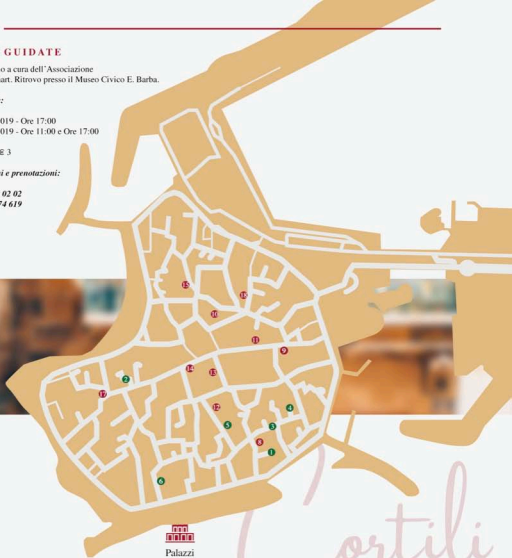 GUIDATE
o a cura dell'Associazione
art. Ritrovo presso il Museo Civico E. Barba.
:
019 - Ore 17:00
019 - Ore 11:00 e Ore 17:00
€ 3
i e prenotazioni:
02 02
74 619
15
18
10
11
9
14
13
2
17
12
4
5
3
8
1
6
Palazzi
Cortili